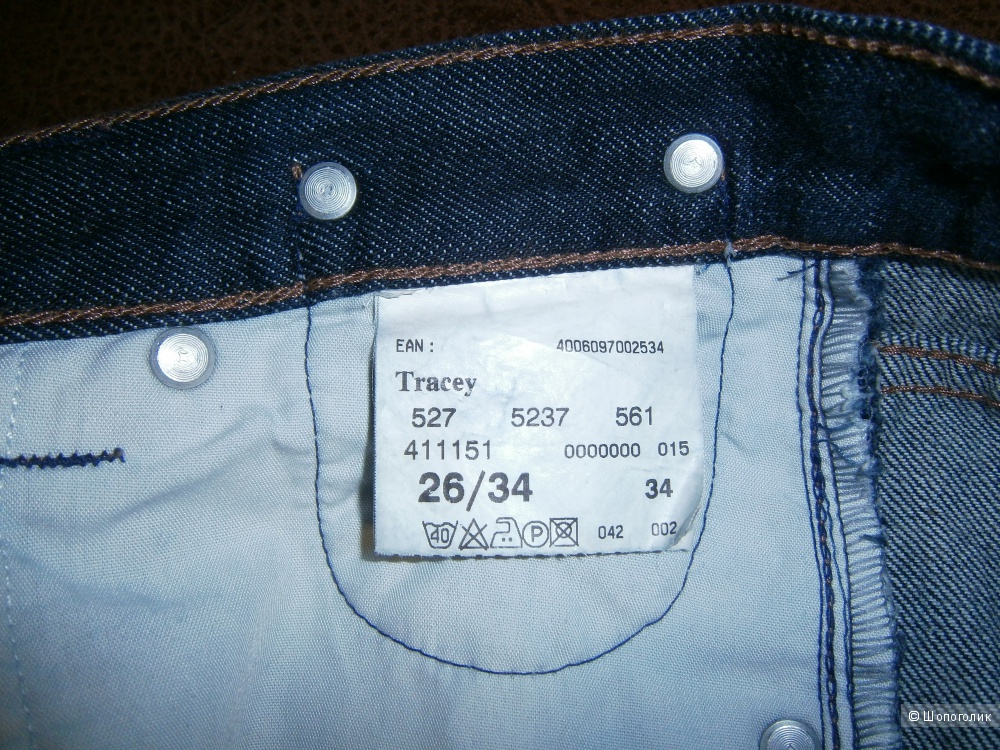 EAN : 4006097002534
Tracey
527 5237 561
411151 0000000 015
26/34 34
40 P 042 002
© Шопоголик